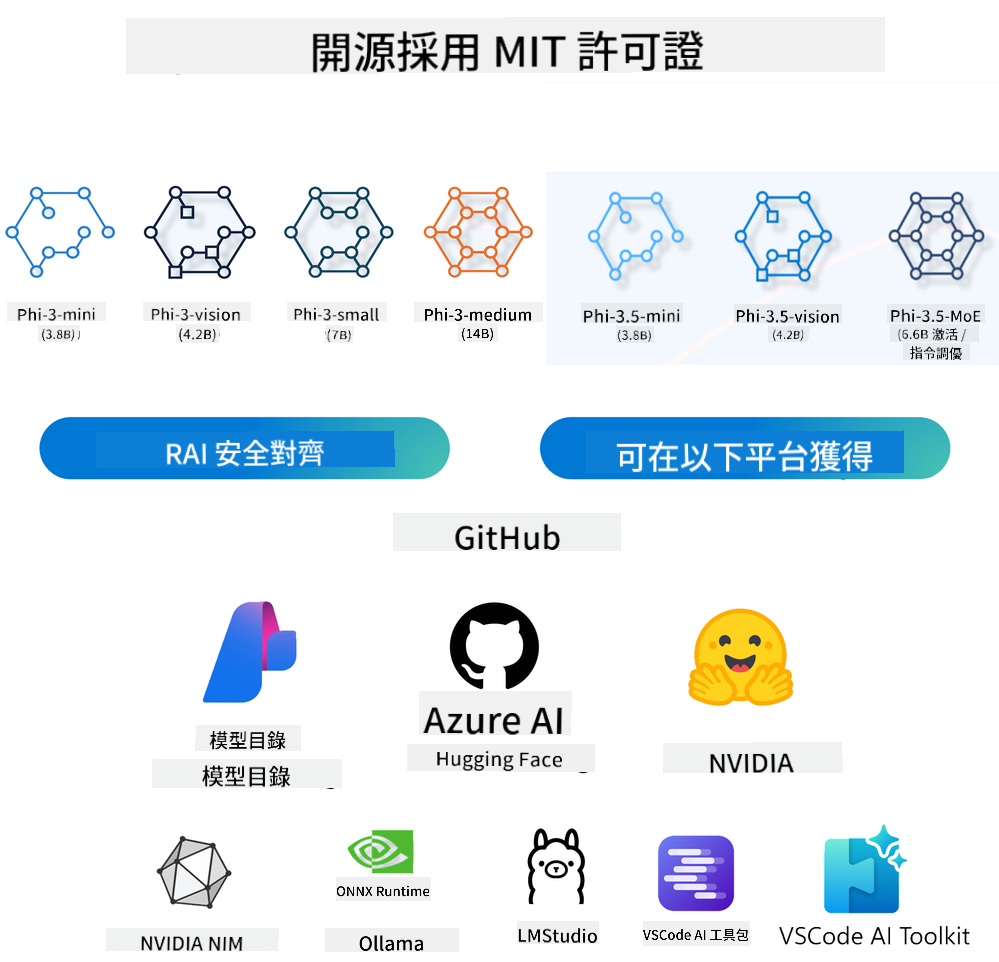 開源採用 MIT 許可證
Phi-3-mini
(3.8B)
Phi-3-vision
(4.2B)
Phi-3-small
(7B)
Phi-3-medium
(14B)
Phi-3.5-mini
(3.8B)
Phi-3.5-vision
(4.2B)
Phi-3.5-MoE
(6.6B 激活 /
指令調優
RAI 安全對齊
可在以下平台獲得
GitHub
Azure AI
模型目錄
模型目錄
Hugging Face
NVIDIA
ONNX Runtime
NVIDIA NIM
Ollama
LMStudio
VSCode AI 工具包
VSCode AI Toolkit